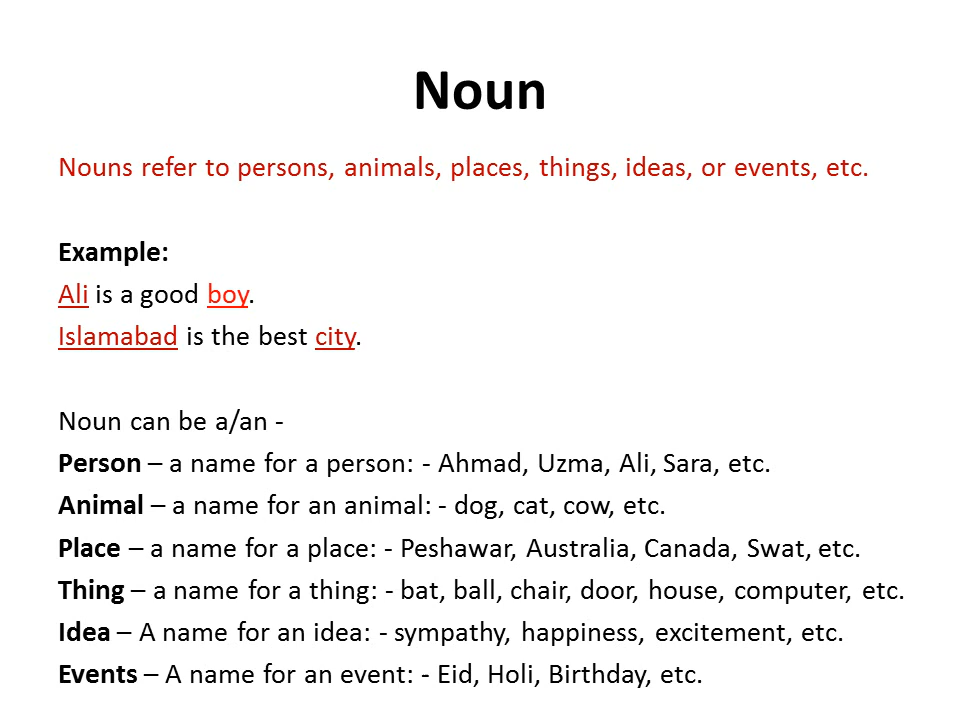 Noun
Nouns refer to persons, animals, places, things, ideas, or events, etc.
Example:
Ali is a good boy.
Islamabad is the best city.
Noun can be a/an -
Person – a name for a person: - Ahmad, Uzma, Ali, Sara, etc.
Animal – a name for an animal: - dog, cat, cow, etc.
Place – a name for a place: - Peshawar, Australia, Canada, Swat, etc.
Thing – a name for a thing: - bat, ball, chair, door, house, computer, etc.
Idea – A name for an idea: - sympathy, happiness, excitement, etc.
Events – A name for an event: - Eid, Holi, Birthday, etc.